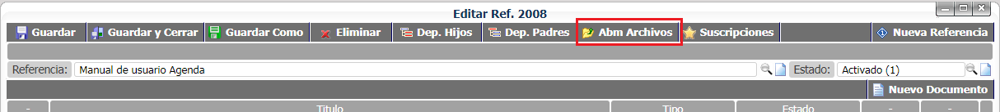 Editar Ref. 2008
Guardar Guardar y Cerrar Guardar Como Eliminar Dep. Hijos Dep. Padres Abm Archivos Suscripciones Nueva Referencia
Referencia: Manual de usuario Agenda Estado: Activado (1)
Nuevo Documento
- Título Tipo Estado - -